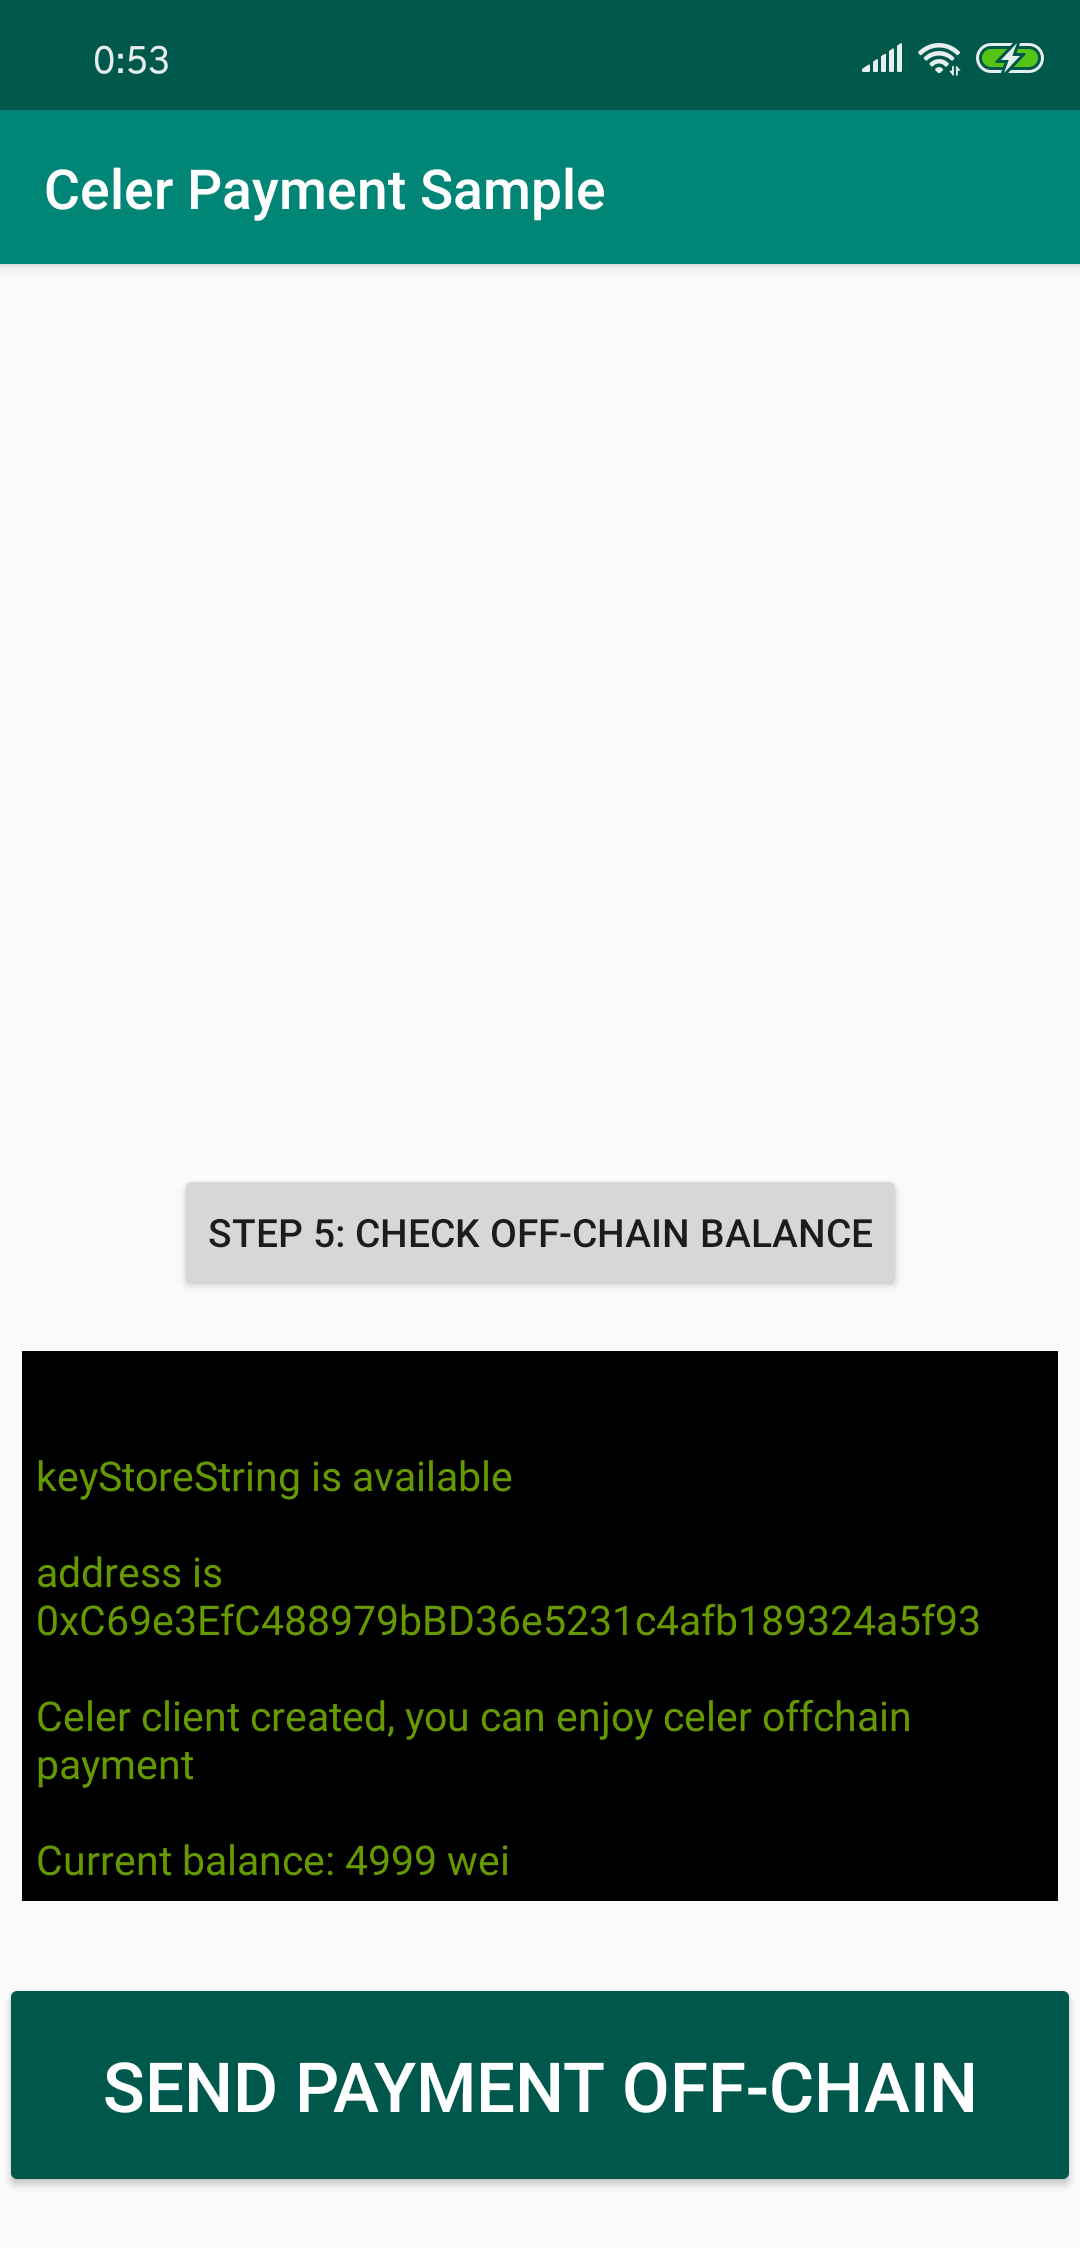 0:53
Celer Payment Sample
STEP 5: CHECK OFF-CHAIN BALANCE
keyStoreString is available
address is
0xC69e3EfC488979bBD36e5231c4afb189324a5f93
Celer client created, you can enjoy celer offchain
payment
Current balance: 4999 wei
SEND PAYMENT OFF-CHAIN